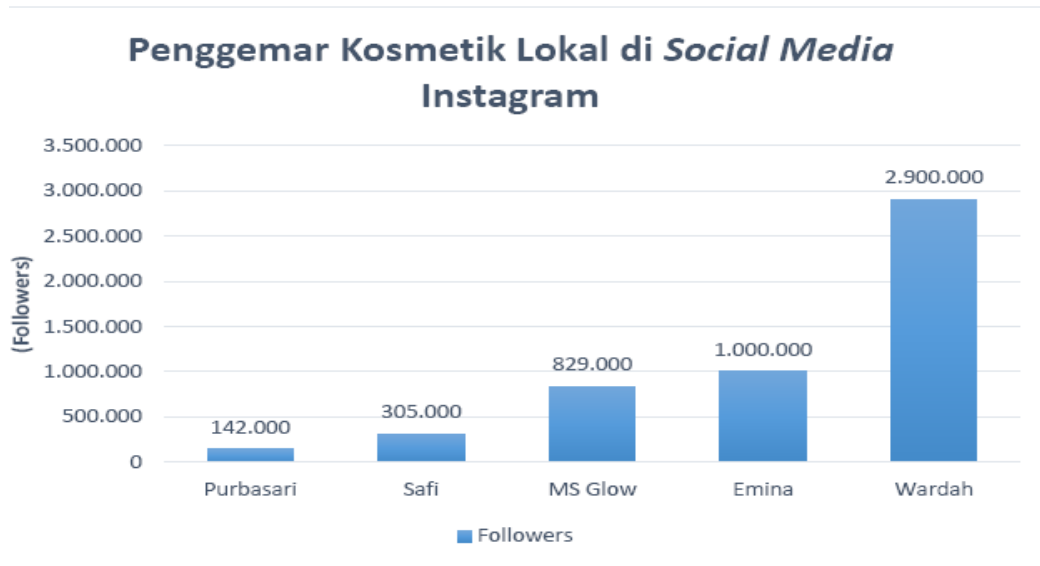 Penggemar Kosmetik Lokal di Social Media
Instagram
(Followers)
3.500.000
3.000.000
2.500.000
2.000.000
1.500.000
1.000.000
500.000
0
142.000
305.000
829.000
1.000.000
2.900.000
Purbasari Safi MS Glow Emina Wardah
Followers